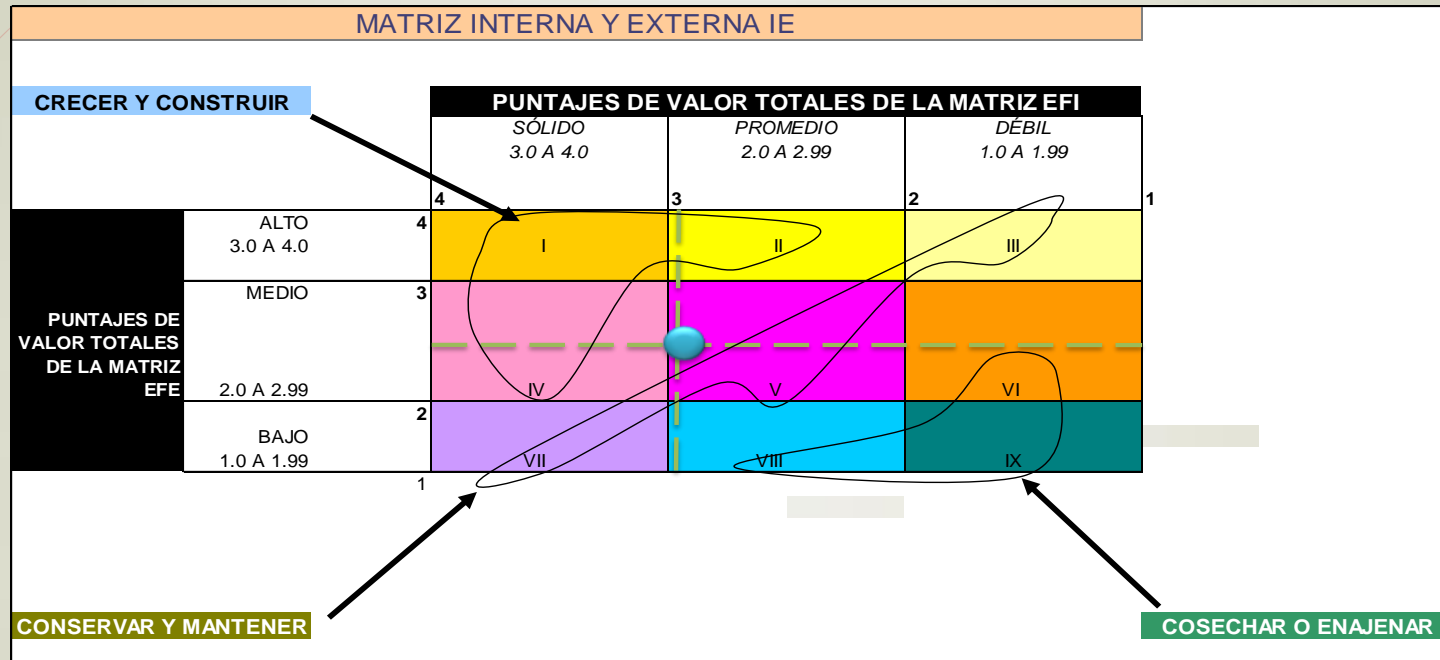 MATRIZ INTERNA Y EXTERNA IE
CRECER Y CONSTRUIR
PUNTAJES DE VALOR TOTALES DE LA MATRIZ EFI
SÓLIDO
3.0 A 4.0
PROMEDIO
2.0 A 2.99
DÉBIL
1.0 A 1.99
4
3
2
1
PUNTAJES DE
VALOR TOTALES
DE LA MATRIZ
EFE
ALTO
3.0 A 4.0
4
I
II
III
MEDIO
3
2.0 A 2.99
IV
V
VI
2
BAJO
1.0 A 1.99
VII
VIII
IX
1
CONSERVAR Y MANTENER
COSECHAR O ENAJENAR